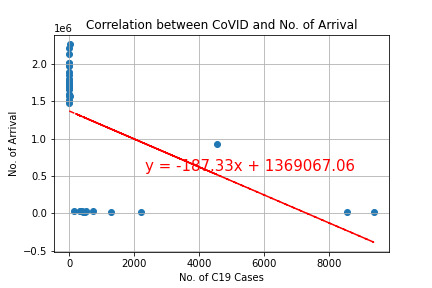 Correlation between CoVID and No. of Arrival
1e6
2.0
1.5
1.0
0.5
0.0
−0.5
No. of Arrival
y = -187.33x + 1369067.06
0
2000
4000
6000
8000
No. of C19 Cases